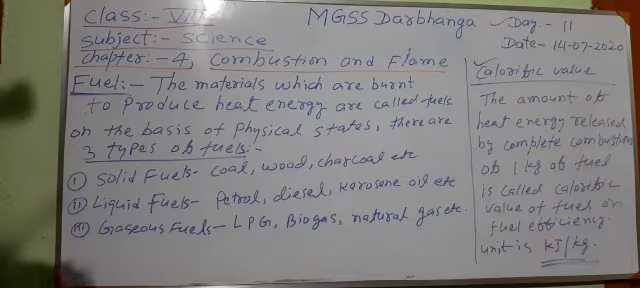 Class:- VIII
MGSS Darbhanga
Day:- 11
Subject:- Science
Date- 14-07-2020
Chapter:- 4, Combustion and Flame
Fuel:- The materials which are burnt
to Produce heat energy are called fuels
on the basis of Physical states, there are
3 types of fuels:-
(i) Solid Fuels- coal, wood, charcoal etc
(ii) Liquid Fuels- Petrol, diesel, Karosane oil etc
(iii) Gaseous Fuels- LPG, Biogas, natural gas etc.
Calorific value
The amount of
heat energy released
by complete combustion
of 1 kg of fuel
is called calorific
value of fuel or
fuel efficiency.
unit is KJ/kg.